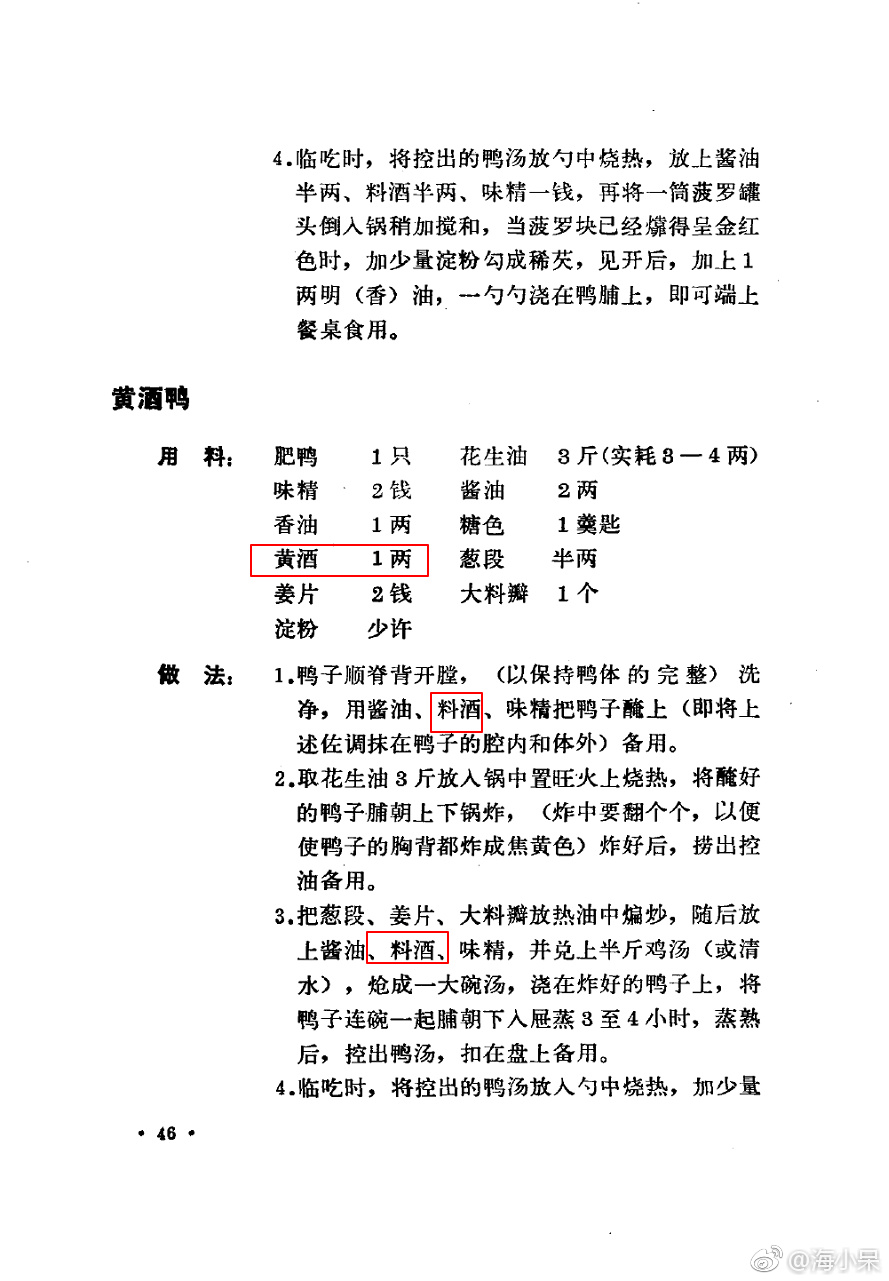 4.临吃时，将控出的鸭汤放勺中烧热，放上酱油
半两、料酒半两、味精一钱，再将一筒菠罗罐
头倒入锅稍加搅和，当菠罗块已经㸆得呈金红
色时，加少量淀粉勾成稀芡，见开后，加上1
两明（香）油，一勺勺浇在鸭脯上，即可端上
餐桌食用。
黄酒鸭
用 料： 肥鸭 1只 花生油 3斤(实耗3—4两)
味精 2钱 酱油 2两
香油 1两 糖色 1羹匙
黄酒 1两 葱段 半两
姜片 2钱 大料瓣 1个
淀粉 少许
做 法： 1.鸭子顺脊背开膛，（以保持鸭体的完整）洗
净，用酱油、料酒、味精把鸭子醃上（即将上
述佐调抹在鸭子的腔内和体外）备用。
2.取花生油3斤放入锅中置旺火上烧热，将醃好
的鸭子脯朝上下锅炸，（炸中要翻个个，以便
使鸭子的胸背都炸成焦黄色）炸好后，捞出控
油备用。
3.把葱段、姜片、大料瓣放热油中煸炒，随后放
上酱油、料酒、味精，并兑上半斤鸡汤（或清
水），炝成一大碗汤，浇在炸好的鸭子上，将
鸭子连碗一起脯朝下入屉蒸3至4小时，蒸熟
后，控出鸭汤，扣在盘上备用。
4.临吃时，将控出的鸭汤放入勺中烧热，加少量
• 46 •
@海小呆